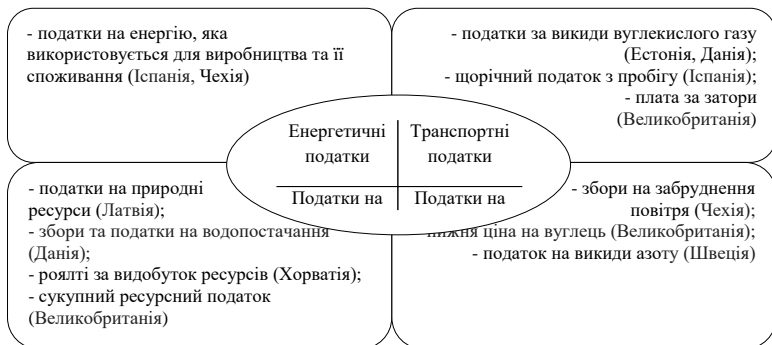 - податки на енергію, яка
використовується для виробництва та її
споживання (Іспанія, Чехія)
- податки за викиди вуглекислого газу
(Естонія, Данія);
- щорічний податок з пробігу (Іспанія);
- плата за затори
(Великобританія)
Енергетичні
податки
Транспортні
податки
Податки на
Податки на
- податки на природні
ресурси (Латвія);
- збори та податки на водопостачання
(Данія);
- роялті за видобуток ресурсів (Хорватія);
- сукупний ресурсний податок
(Великобританія)
- збори на забруднення
повітря (Чехія);
нижня ціна на вуглець (Великобританія);
- податок на викиди азоту (Швеція)